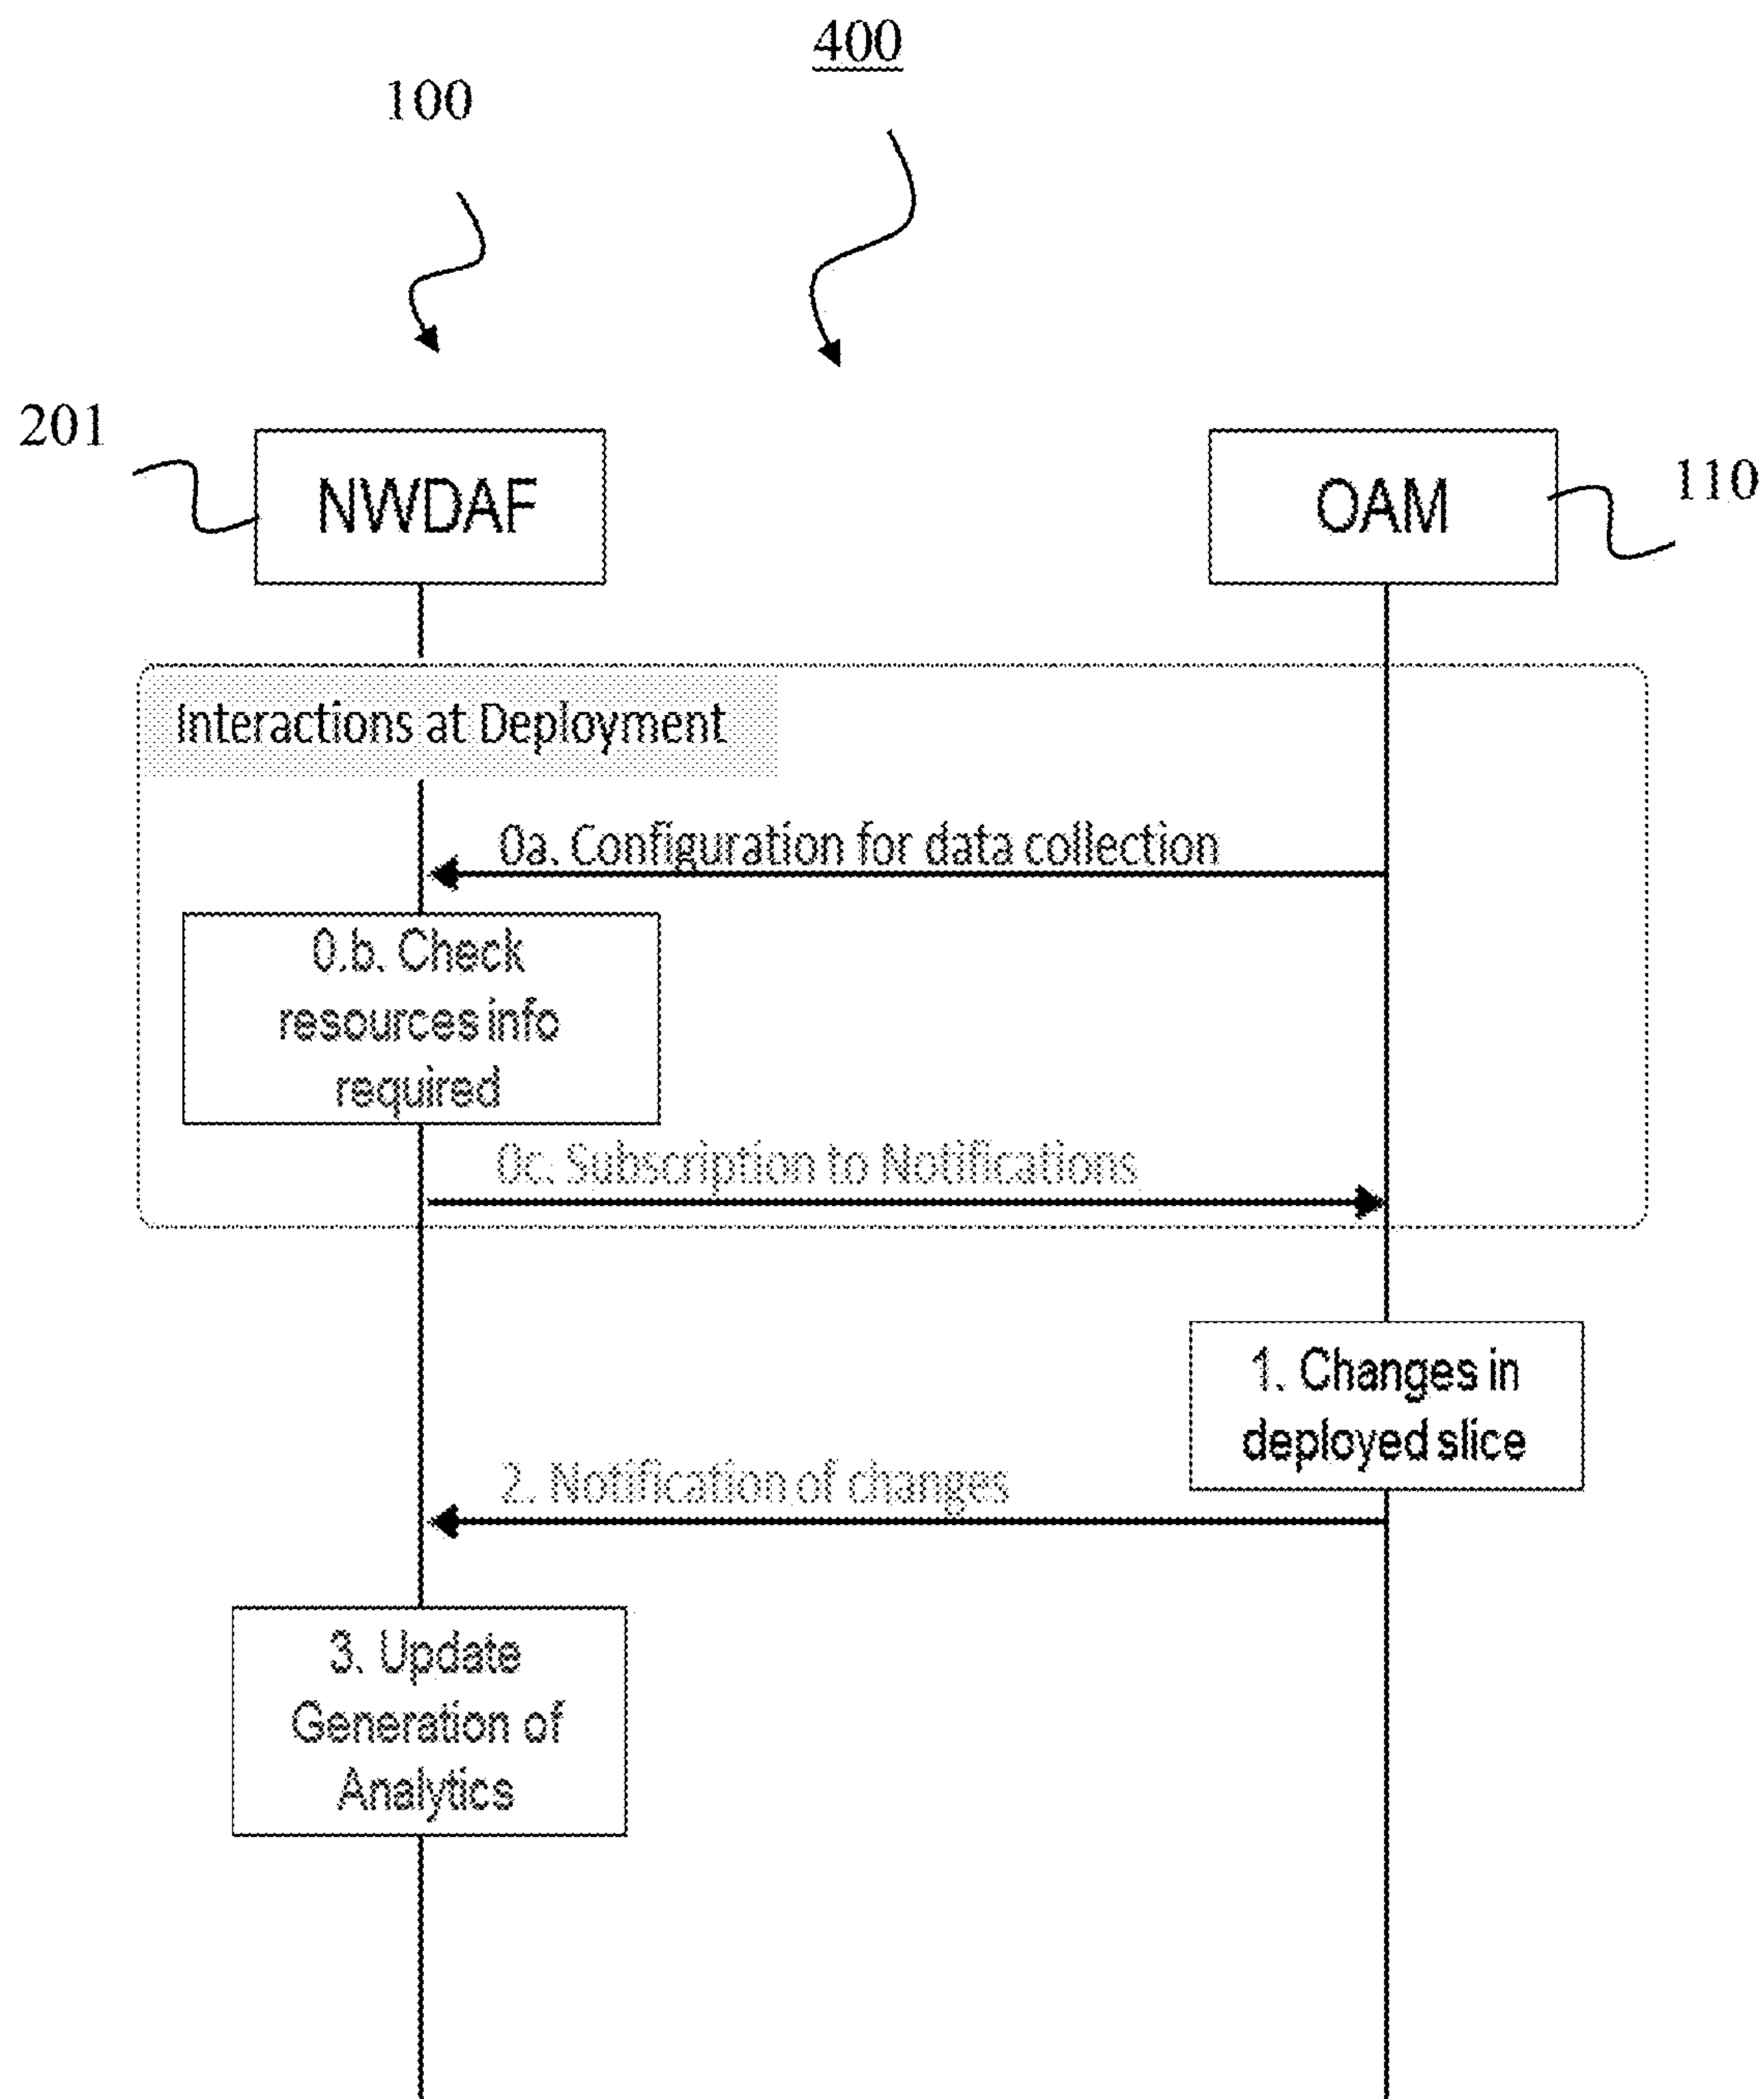 400
100
201
NWDAF
OAM
110
Interactions at Deployment
0a. Configuration for data collection
0.b. Check
resources info
required
0c. Subscription to Notifications
1. Changes in
deployed slice
2. Notification of changes
3. Update
Generation of
Analytics